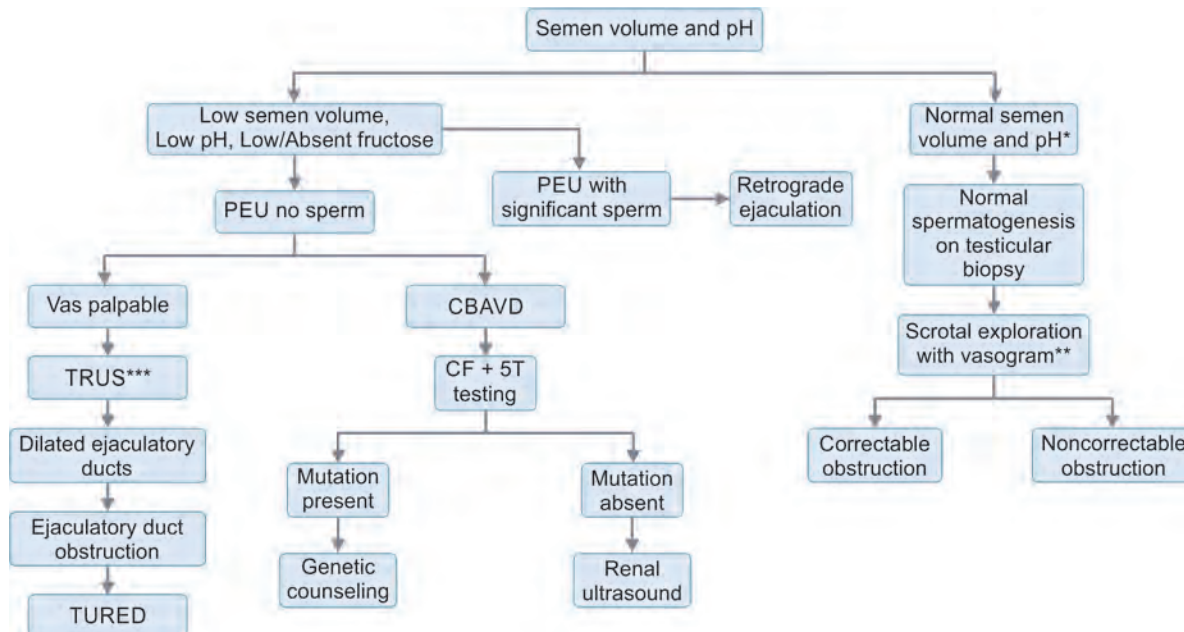 Semen volume and pH
Low semen volume,
Low pH, Low/Absent fructose
Normal semen
volume and pH*
PEU no sperm
PEU with
significant sperm
Retrograde
ejaculation
Normal
spermatogenesis
on testicular
biopsy
Vas palpable
CBAVD
Scrotal exploration
with vasogram**
TRUS***
CF + 5T
testing
Dilated ejaculatory
ducts
Correctable
obstruction
Noncorrectable
obstruction
Mutation
present
Mutation
absent
Ejaculatory duct
obstruction
Genetic
counseling
Renal
ultrasound
TURED